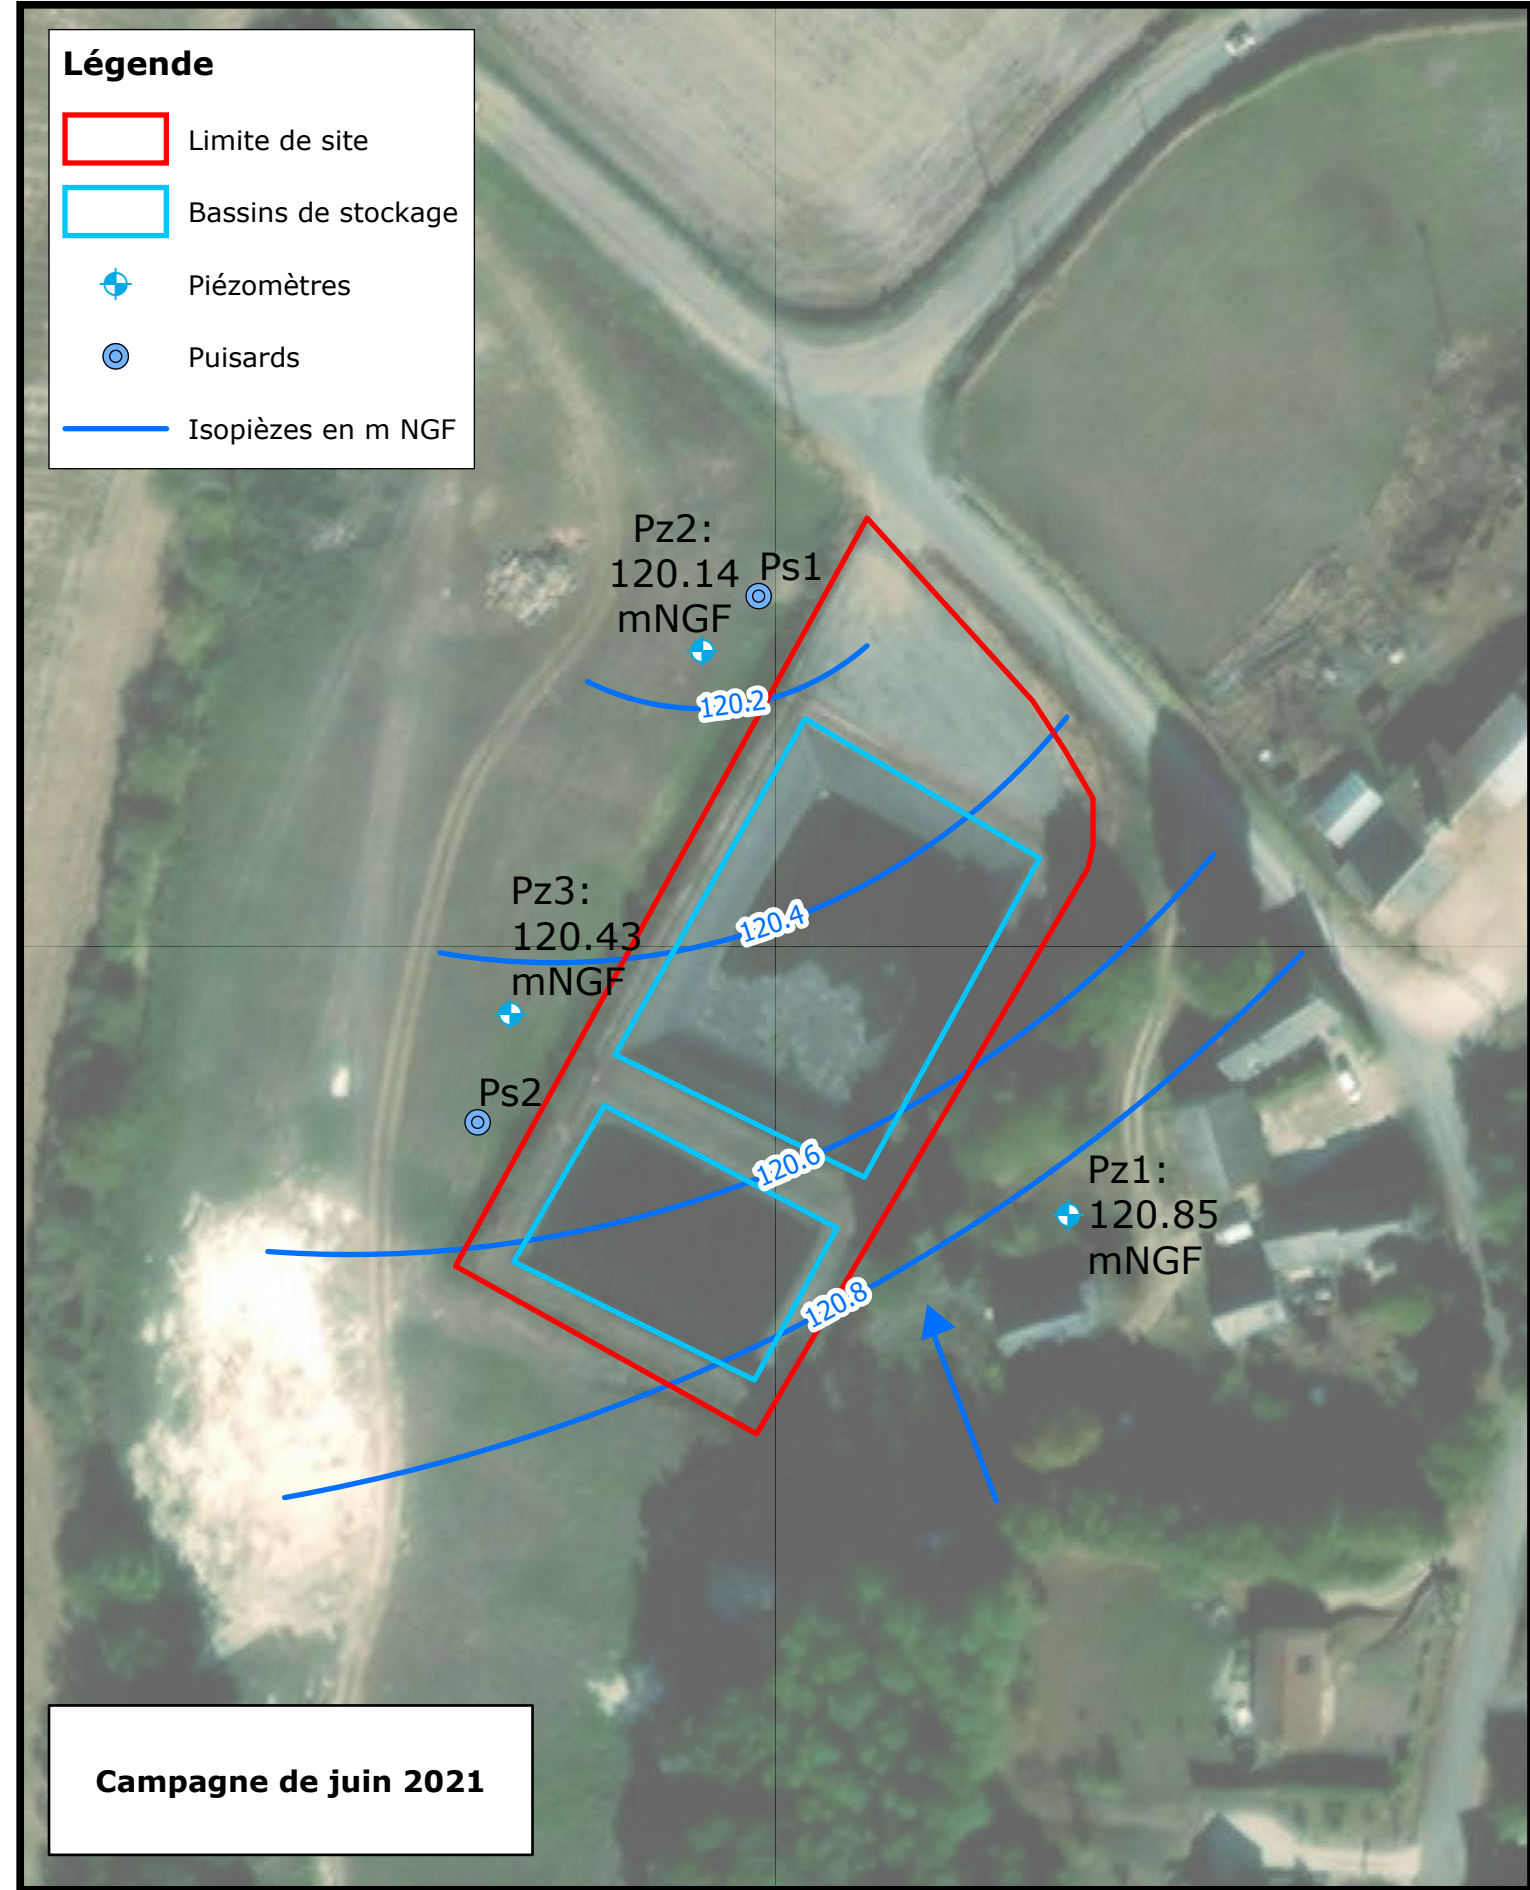 Légende
Limite de site
Bassins de stockage
Piézomètres
Puisards
Isopièzes en m NGF
Pz2:
120.14
mNGF
Ps1
120.2
Pz3:
120.43
mNGF
120.4
Ps2
120.6
Pz1:
120.85
mNGF
120.8
Campagne de juin 2021